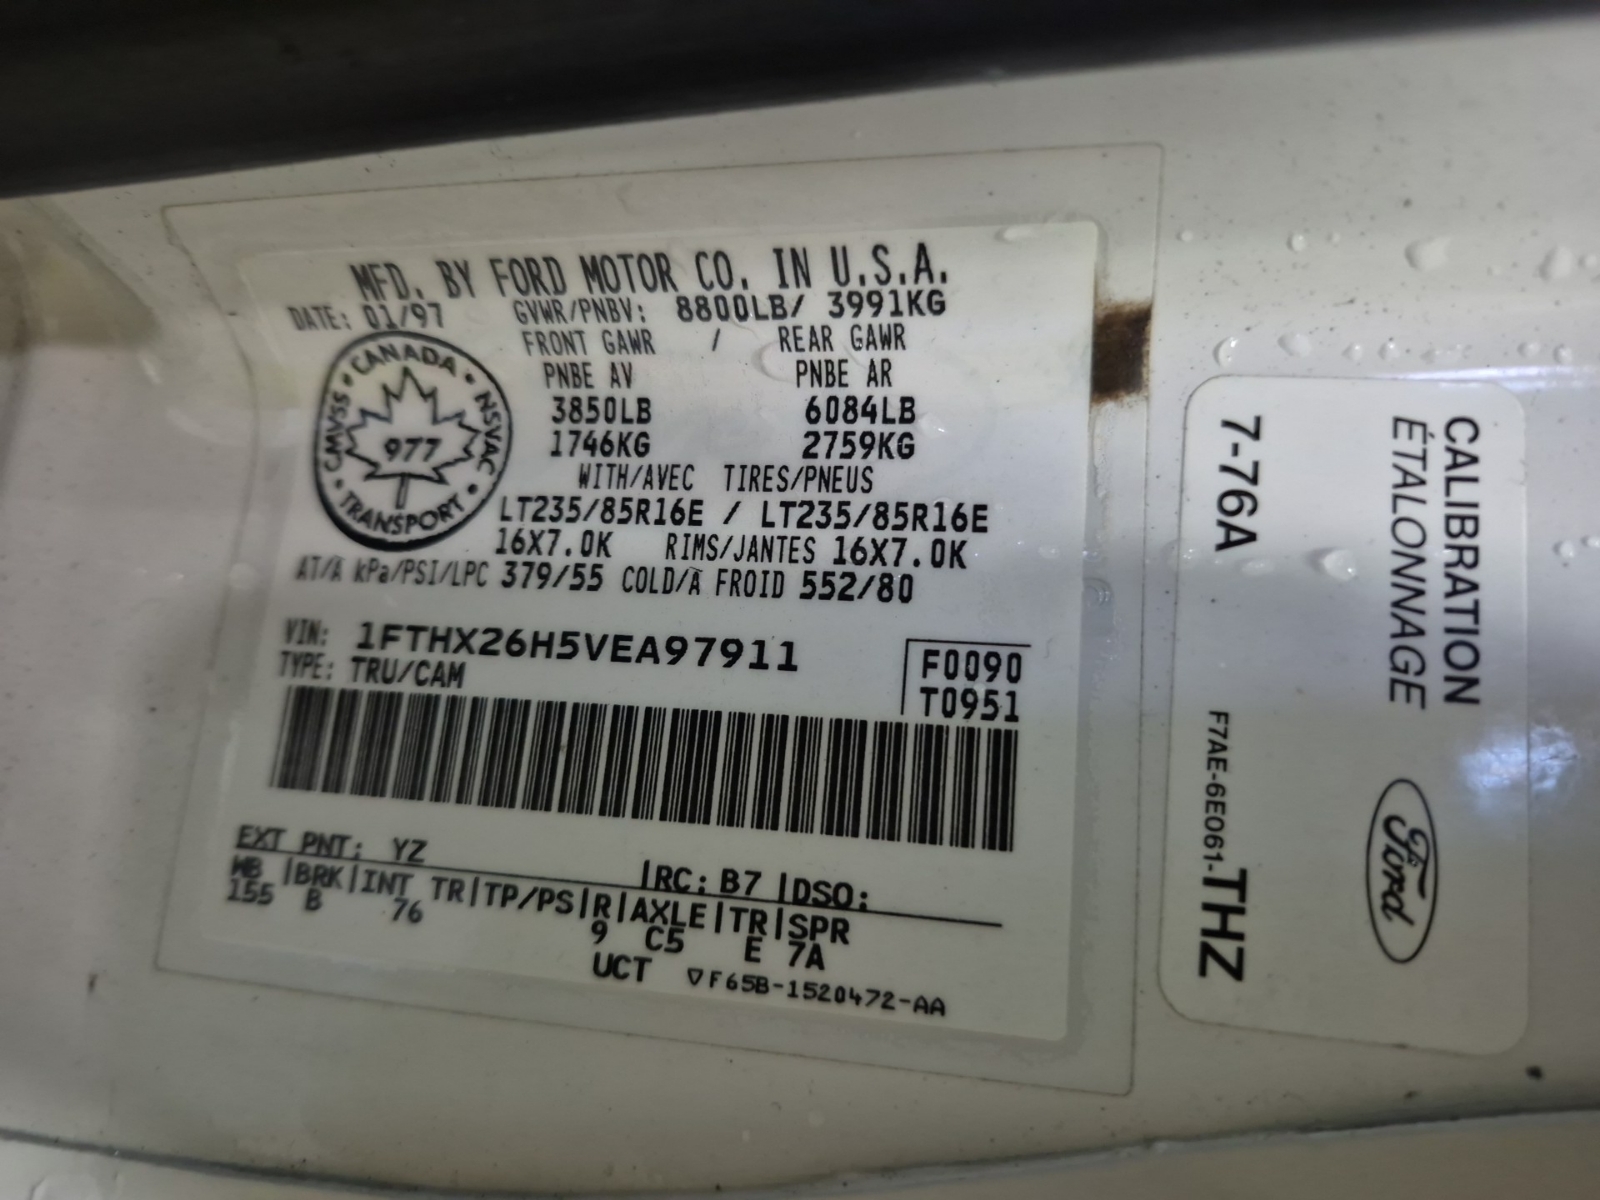 MFD. BY FORD MOTOR CO. IN U.S.A.
DATE: 01/97 GVWR/PNBV: 8800LB/ 3991KG
FRONT GAWR / REAR GAWR
PNBE AV PNBE AR
3850LB 6084LB
1746KG 2759KG
WITH/AVEC TIRES/PNEUS
LT235/85R16E / LT235/85R16E
16X7.0K RIMS/JANTES 16X7.0K
AT/A kPa/PSI/LPC 379/55 COLD/À FROID 552/80
CANADA • NSVAC • TRANSPORT • CMVSS •
977
VIN: 1FTHX26H5VEA97911
TYPE: TRU/CAM
F0090
T0951
EXT PNT: YZ |RC: B7 |DSO:
WB |BRK|INT TR|TP/PS|R|AXLE|TR|SPR
155 B 76 9 C5 E 7A
UCT ▽F65B-1520472-AA
CALIBRATION
ÉTALONNAGE
Ford
7-76A
F7AE-6E061-THZ